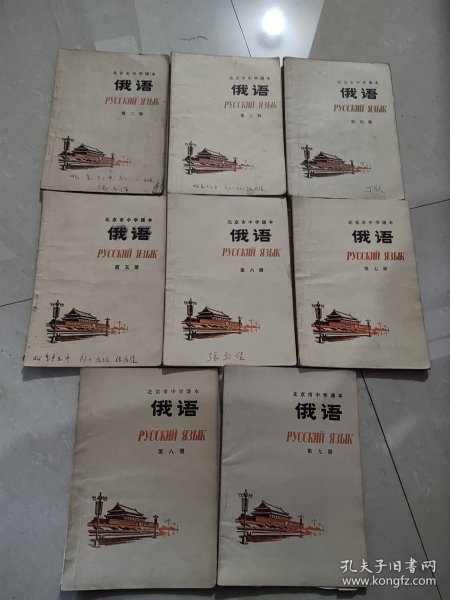 北京市中学课本
俄语
РУССКИЙ ЯЗЫК
第二册
北京市中学课本
俄语
РУССКИЙ ЯЗЫК
第三册
北京市中学课本
俄语
РУССКИЙ ЯЗЫК
第四册
北京市中学课本
俄语
РУССКИЙ ЯЗЫК
第五册
北京市中学课本
俄语
РУССКИЙ ЯЗЫК
第六册
北京市中学课本
俄语
РУССКИЙ ЯЗЫК
第七册
北京市中学课本
俄语
РУССКИЙ ЯЗЫК
第八册
北京市中学课本
俄语
РУССКИЙ ЯЗЫК
第九册
孔夫子旧书网
www.kongfz.com